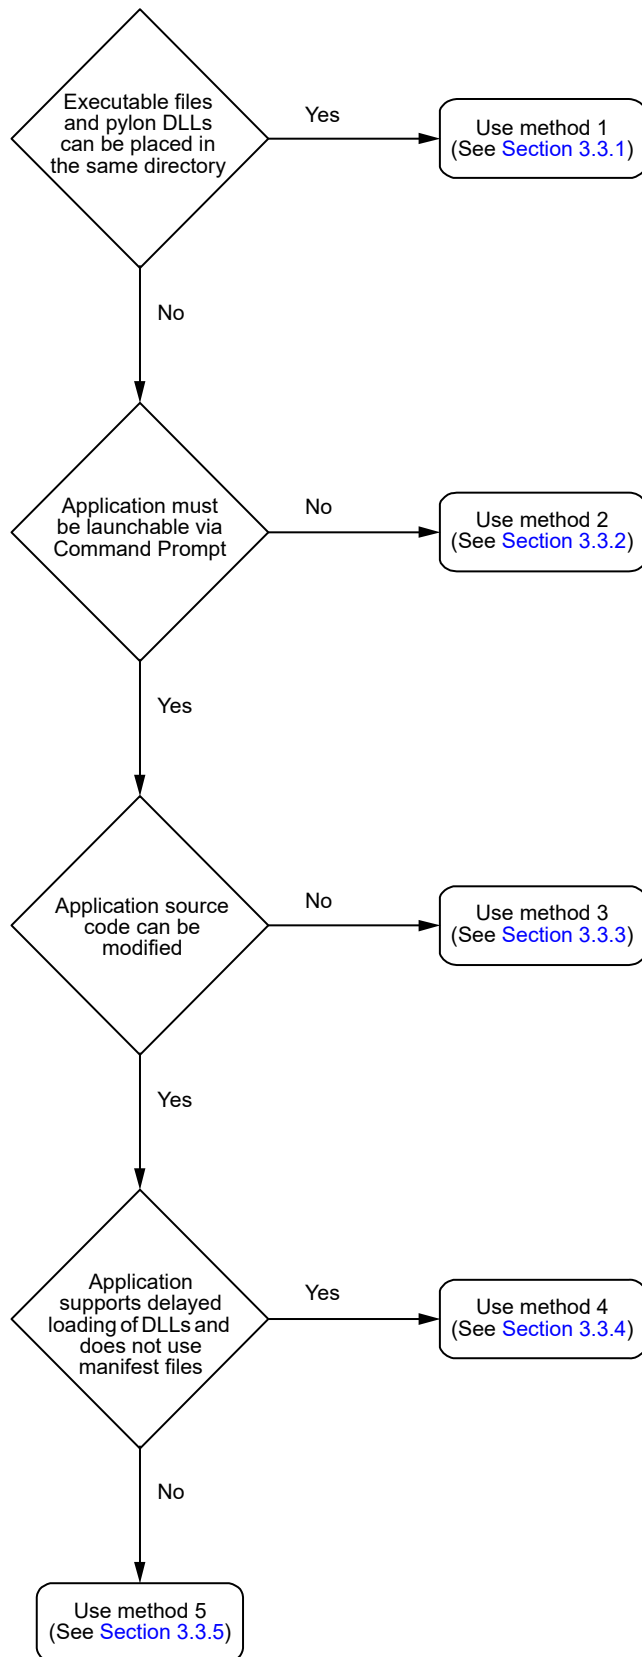 Executable files
and pylon DLLs
can be placed in
the same directory
Yes
Use method 1
(See Section 3.3.1)
No
Application must
be launchable via
Command Prompt
No
Use method 2
(See Section 3.3.2)
Yes
Application source
code can be
modified
No
Use method 3
(See Section 3.3.3)
Yes
Application
supports delayed
loading of DLLs and
does not use
manifest files
Yes
Use method 4
(See Section 3.3.4)
No
Use method 5
(See Section 3.3.5)